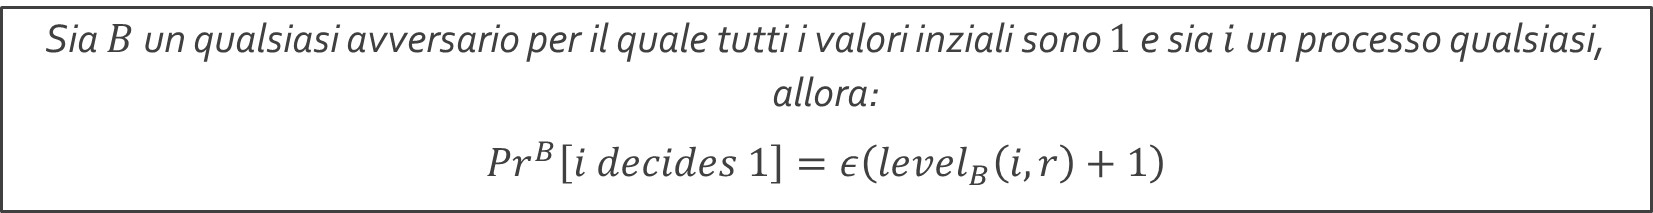 Sia B un qualsiasi avversario per il quale tutti i valori inziali sono 1 e sia i un processo qualsiasi,
allora:
Pr^B[i decides 1] = ϵ(level_B(i, r) + 1)